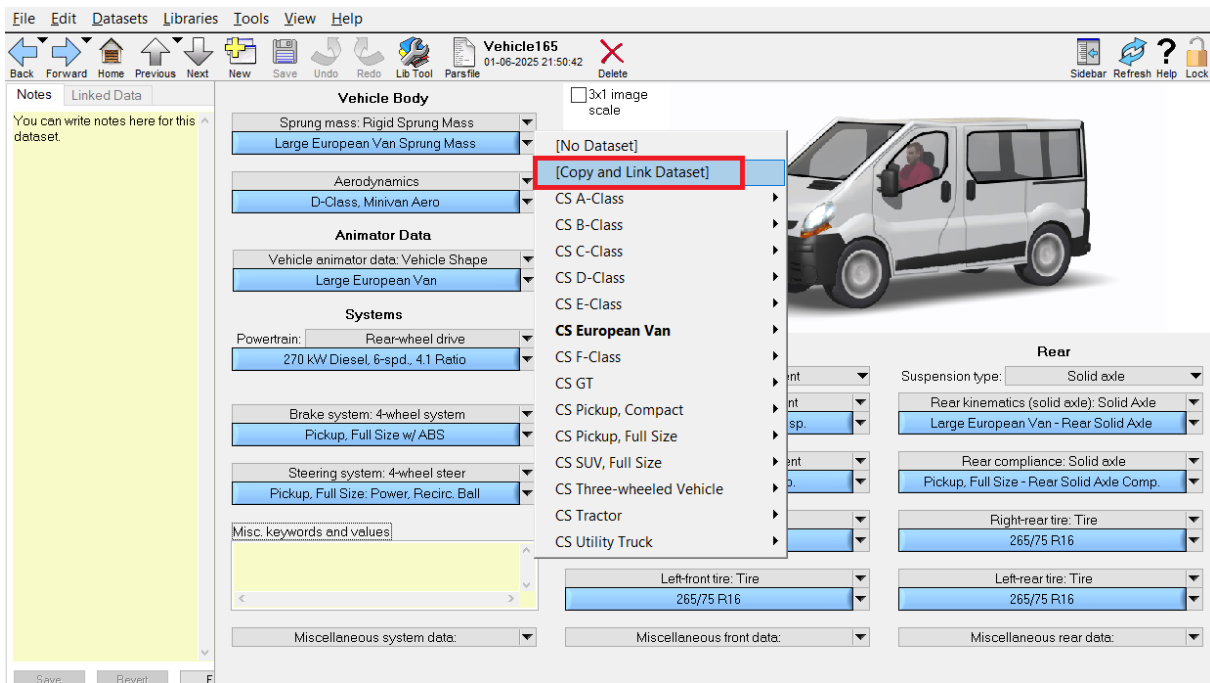 File Edit Datasets Libraries Tools View Help
Back Forward Home Previous Next New Save Undo Redo Lib Tool Parsfile
Vehicle165
01-06-2025 21:50:42
Delete Sidebar Refresh Help Lock
Notes Linked Data
You can write notes here for this
dataset.
Save Revert
Vehicle Body
Sprung mass: Rigid Sprung Mass
Large European Van Sprung Mass
Aerodynamics
D-Class, Minivan Aero
Animator Data
Vehicle animator data: Vehicle Shape
Large European Van
Systems
Powertrain: Rear-wheel drive
270 kW Diesel, 6-spd., 4.1 Ratio
Brake system: 4-wheel system
Pickup, Full Size w/ ABS
Steering system: 4-wheel steer
Pickup, Full Size: Power, Recirc. Ball
Misc. keywords and values
Miscellaneous system data:
3x1 image
scale
[No Dataset]
[Copy and Link Dataset]
CS A-Class
CS B-Class
CS C-Class
CS D-Class
CS E-Class
CS European Van
CS F-Class
CS GT
CS Pickup, Compact
CS Pickup, Full Size
CS SUV, Full Size
CS Three-wheeled Vehicle
CS Tractor
CS Utility Truck
Left-front tire: Tire
265/75 R16
Miscellaneous front data:
Rear
Suspension type: Solid axle
Rear kinematics (solid axle): Solid Axle
Large European Van - Rear Solid Axle
Rear compliance: Solid axle
Pickup, Full Size - Rear Solid Axle Comp.
Right-rear tire: Tire
265/75 R16
Left-rear tire: Tire
265/75 R16
Miscellaneous rear data: